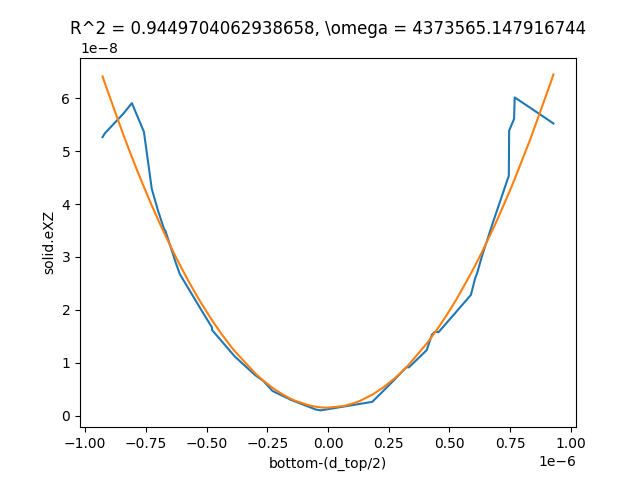 R^2 = 0.9449704062938658, \omega = 4373565.147916744
1e−8
6
5
4
3
2
1
0
solid.eXZ
−1.00 −0.75 −0.50 −0.25 0.00 0.25 0.50 0.75 1.00
bottom-(d_top/2)
1e−6